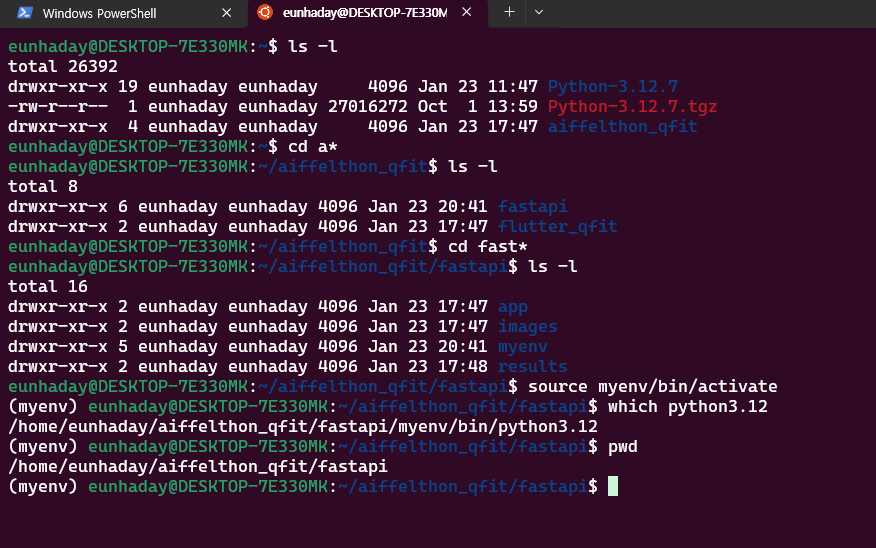 Windows PowerShell
eunhaday@DESKTOP-7E330M
eunhaday@DESKTOP-7E330MK:~$ ls -l
total 26392
drwxr-xr-x 19 eunhaday eunhaday     4096 Jan 23 11:47 Python-3.12.7
-rw-r--r--  1 eunhaday eunhaday 27016272 Oct  1 13:59 Python-3.12.7.tgz
drwxr-xr-x  4 eunhaday eunhaday     4096 Jan 23 17:47 aiffelthon_qfit
eunhaday@DESKTOP-7E330MK:~$ cd a*
eunhaday@DESKTOP-7E330MK:~/aiffelthon_qfit$ ls -l
total 8
drwxr-xr-x 6 eunhaday eunhaday 4096 Jan 23 20:41 fastapi
drwxr-xr-x 2 eunhaday eunhaday 4096 Jan 23 17:47 flutter_qfit
eunhaday@DESKTOP-7E330MK:~/aiffelthon_qfit$ cd fast*
eunhaday@DESKTOP-7E330MK:~/aiffelthon_qfit/fastapi$ ls -l
total 16
drwxr-xr-x 2 eunhaday eunhaday 4096 Jan 23 17:47 app
drwxr-xr-x 2 eunhaday eunhaday 4096 Jan 23 17:47 images
drwxr-xr-x 5 eunhaday eunhaday 4096 Jan 23 20:41 myenv
drwxr-xr-x 2 eunhaday eunhaday 4096 Jan 23 17:48 results
eunhaday@DESKTOP-7E330MK:~/aiffelthon_qfit/fastapi$ source myenv/bin/activate
(myenv) eunhaday@DESKTOP-7E330MK:~/aiffelthon_qfit/fastapi$ which python3.12
/home/eunhaday/aiffelthon_qfit/fastapi/myenv/bin/python3.12
(myenv) eunhaday@DESKTOP-7E330MK:~/aiffelthon_qfit/fastapi$ pwd
/home/eunhaday/aiffelthon_qfit/fastapi
(myenv) eunhaday@DESKTOP-7E330MK:~/aiffelthon_qfit/fastapi$